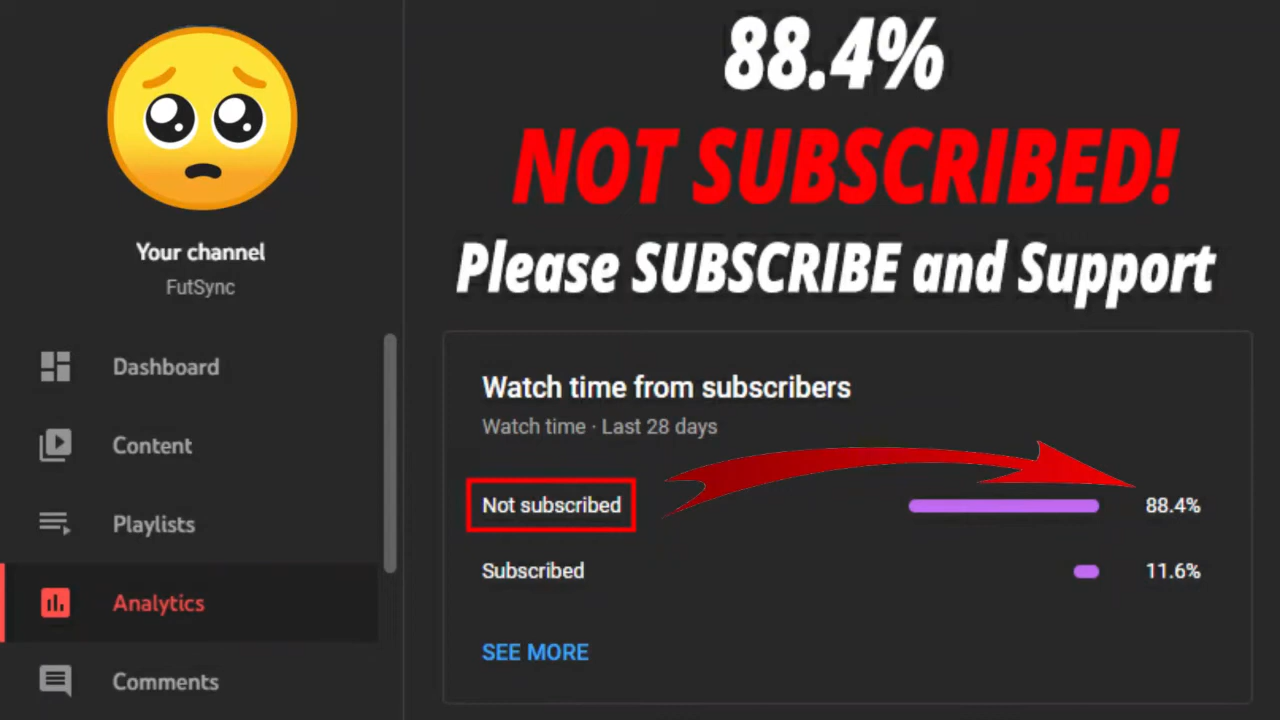 Your channel
FutSync
Dashboard
Content
Playlists
Analytics
Comments
88.4%
NOT SUBSCRIBED!
Please SUBSCRIBE and Support
Watch time from subscribers
Watch time · Last 28 days
Not subscribed 88.4%
Subscribed 11.6%
SEE MORE